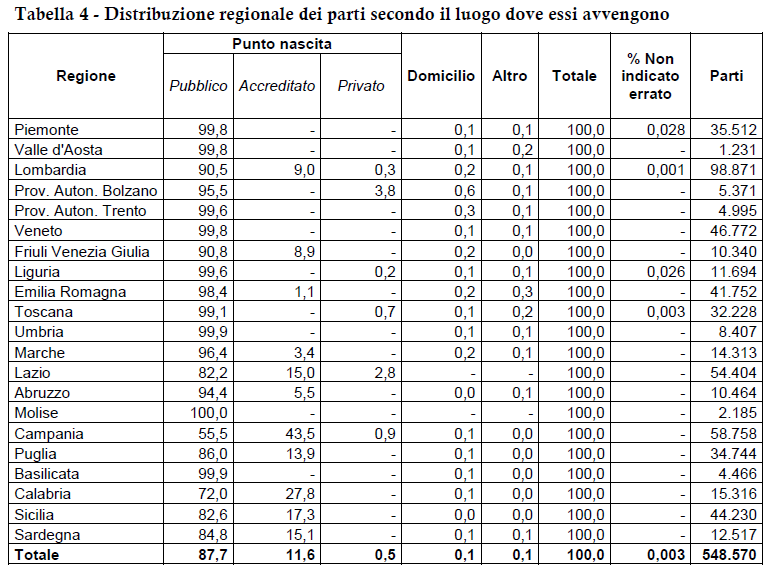 Tabella 4 - Distribuzione regionale dei parti secondo il luogo dove essi avvengono
Regione Punto nascita Domicilio Altro Totale % Non indicato errato Parti
Pubblico Accreditato Privato
Piemonte 99,8 - - 0,1 0,1 100,0 0,028 35.512
Valle d'Aosta 99,8 - - 0,1 0,2 100,0 - 1.231
Lombardia 90,5 9,0 0,3 0,2 0,1 100,0 0,001 98.871
Prov. Auton. Bolzano 95,5 - 3,8 0,6 0,1 100,0 - 5.371
Prov. Auton. Trento 99,6 - - 0,3 0,1 100,0 - 4.995
Veneto 99,8 - - 0,1 0,1 100,0 - 46.772
Friuli Venezia Giulia 90,8 8,9 - 0,2 0,0 100,0 - 10.340
Liguria 99,6 - 0,2 0,1 0,1 100,0 0,026 11.694
Emilia Romagna 98,4 1,1 - 0,2 0,3 100,0 - 41.752
Toscana 99,1 - 0,7 0,1 0,2 100,0 0,003 32.228
Umbria 99,9 - - 0,1 0,1 100,0 - 8.407
Marche 96,4 3,4 - 0,2 0,1 100,0 - 14.313
Lazio 82,2 15,0 2,8 - - 100,0 - 54.404
Abruzzo 94,4 5,5 - 0,0 0,1 100,0 - 10.464
Molise 100,0 - - - - 100,0 - 2.185
Campania 55,5 43,5 0,9 0,1 0,0 100,0 - 58.758
Puglia 86,0 13,9 - 0,1 0,0 100,0 - 34.744
Basilicata 99,9 - - 0,1 0,0 100,0 - 4.466
Calabria 72,0 27,8 - 0,1 0,0 100,0 - 15.316
Sicilia 82,6 17,3 - 0,0 0,0 100,0 - 44.230
Sardegna 84,8 15,1 - 0,1 0,1 100,0 - 12.517
Totale 87,7 11,6 0,5 0,1 0,1 100,0 0,003 548.570